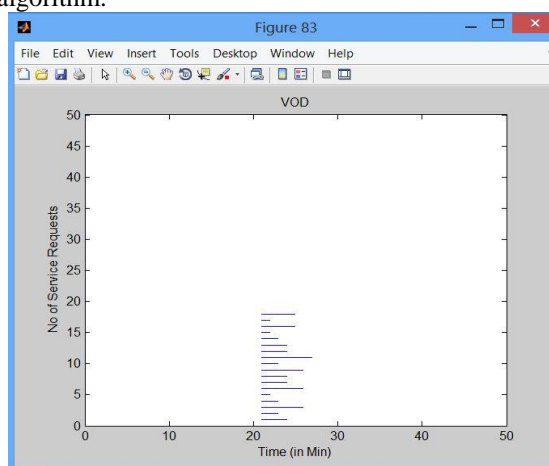 algorithm.
Figure 83
File Edit View Insert Tools Desktop Window Help
VOD
50
45
40
35
30
25
20
15
10
5
0
No of Service Requests
0 10 20 30 40 50
Time (in Min)